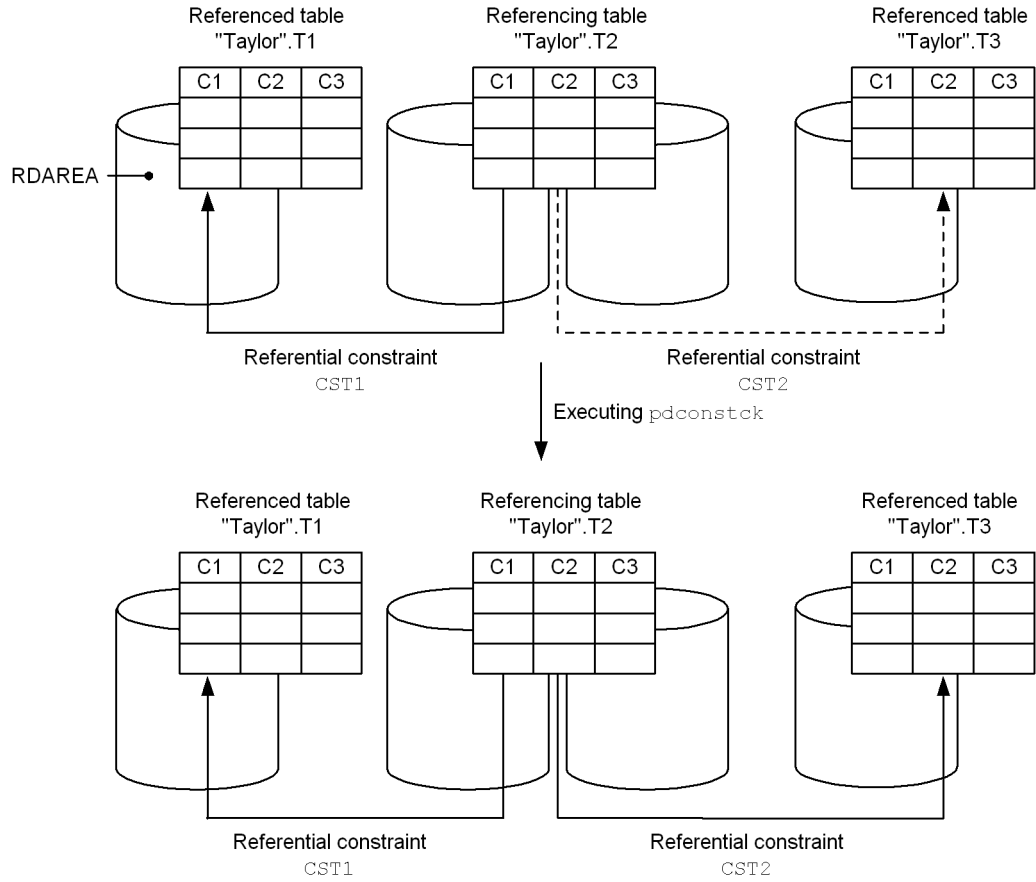 Referenced table
"Taylor".T1
Referencing table
"Taylor".T2
Referenced table
"Taylor".T3
C1 C2 C3
C1 C2 C3
C1 C2 C3
RDAREA
Referential constraint
CST1
Referential constraint
CST2
Executing pdconstck
Referenced table
"Taylor".T1
Referencing table
"Taylor".T2
Referenced table
"Taylor".T3
C1 C2 C3
C1 C2 C3
C1 C2 C3
Referential constraint
CST1
Referential constraint
CST2